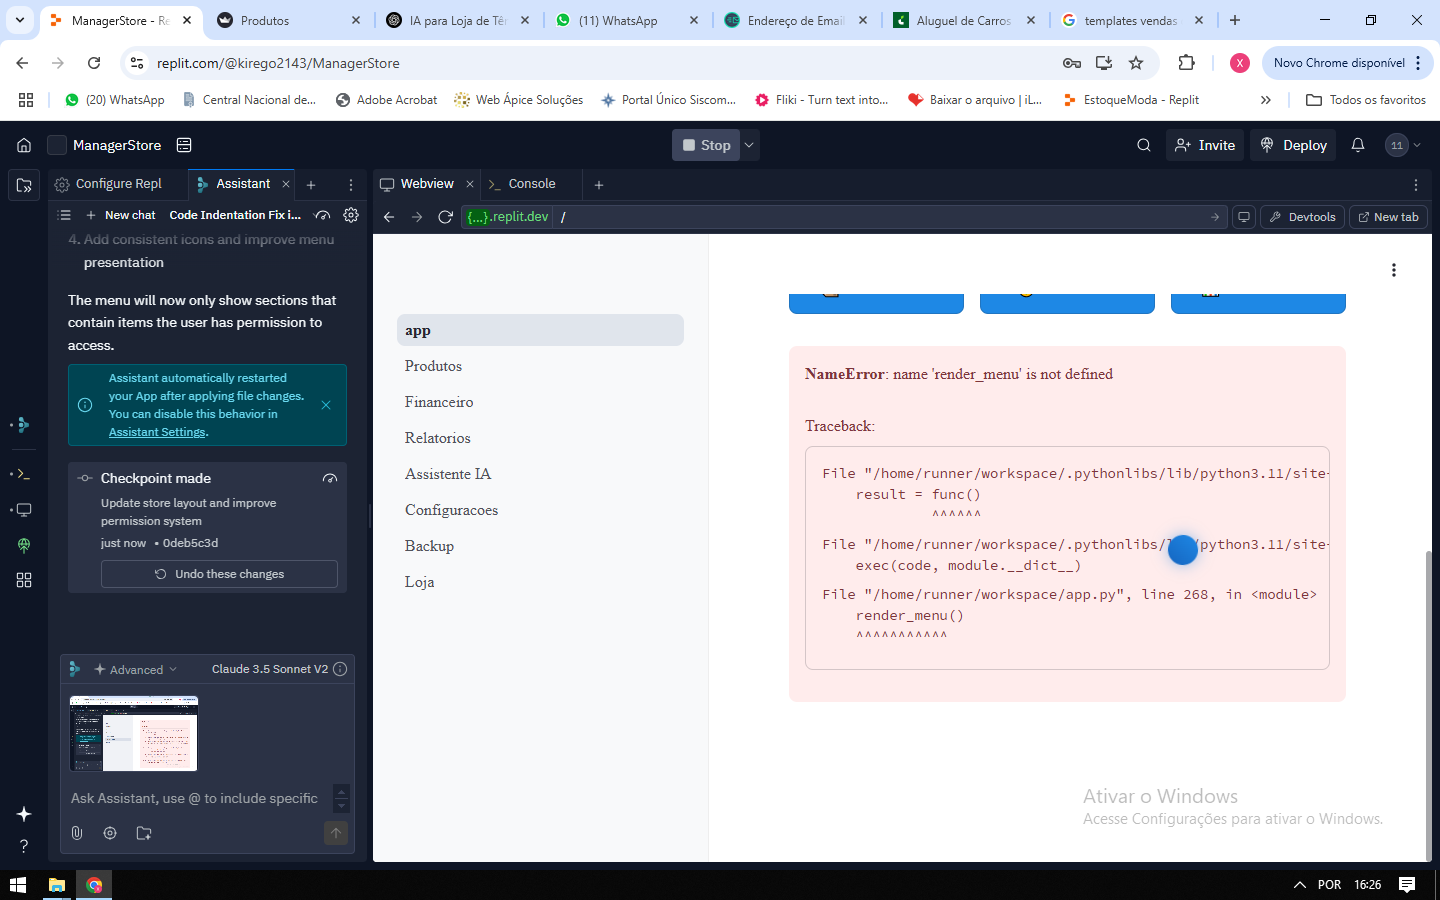 ManagerStore - Re
Produtos
IA para Loja de Tên
(11) WhatsApp
Endereço de Email
Aluguel de Carros
templates vendas
replit.com/@kirego2143/ManagerStore
X
Novo Chrome disponível
(20) WhatsApp
Central Nacional de...
Adobe Acrobat
Web Ápice Soluções
Portal Único Siscom...
Fliki - Turn text into...
Baixar o arquivo | iL...
EstoqueModa - Replit
Todos os favoritos
ManagerStore
Stop
Invite
Deploy
11
Configure Repl
Assistant
Webview
Console
New chat
Code Indentation Fix i...
{...}.replit.dev
/
Devtools
New tab
4. Add consistent icons and improve menu
presentation
The menu will now only show sections that
contain items the user has permission to
access.
Assistant automatically restarted
your App after applying file changes.
You can disable this behavior in
Assistant Settings.
Checkpoint made
Update store layout and improve
permission system
just now • 0deb5c3d
Undo these changes
Advanced
Claude 3.5 Sonnet V2
Ask Assistant, use @ to include specific
app
Produtos
Financeiro
Relatorios
Assistente IA
Configuracoes
Backup
Loja
NameError: name 'render_menu' is not defined
Traceback:
File "/home/runner/workspace/.pythonlibs/lib/python3.11/site-
result = func()
^^^^^^
File "/home/runner/workspace/.pythonlibs/l /python3.11/site-
exec(code, module.__dict__)
File "/home/runner/workspace/app.py", line 268, in <module>
render_menu()
^^^^^^^^^^^
Ativar o Windows
Acesse Configurações para ativar o Windows.
POR
16:26